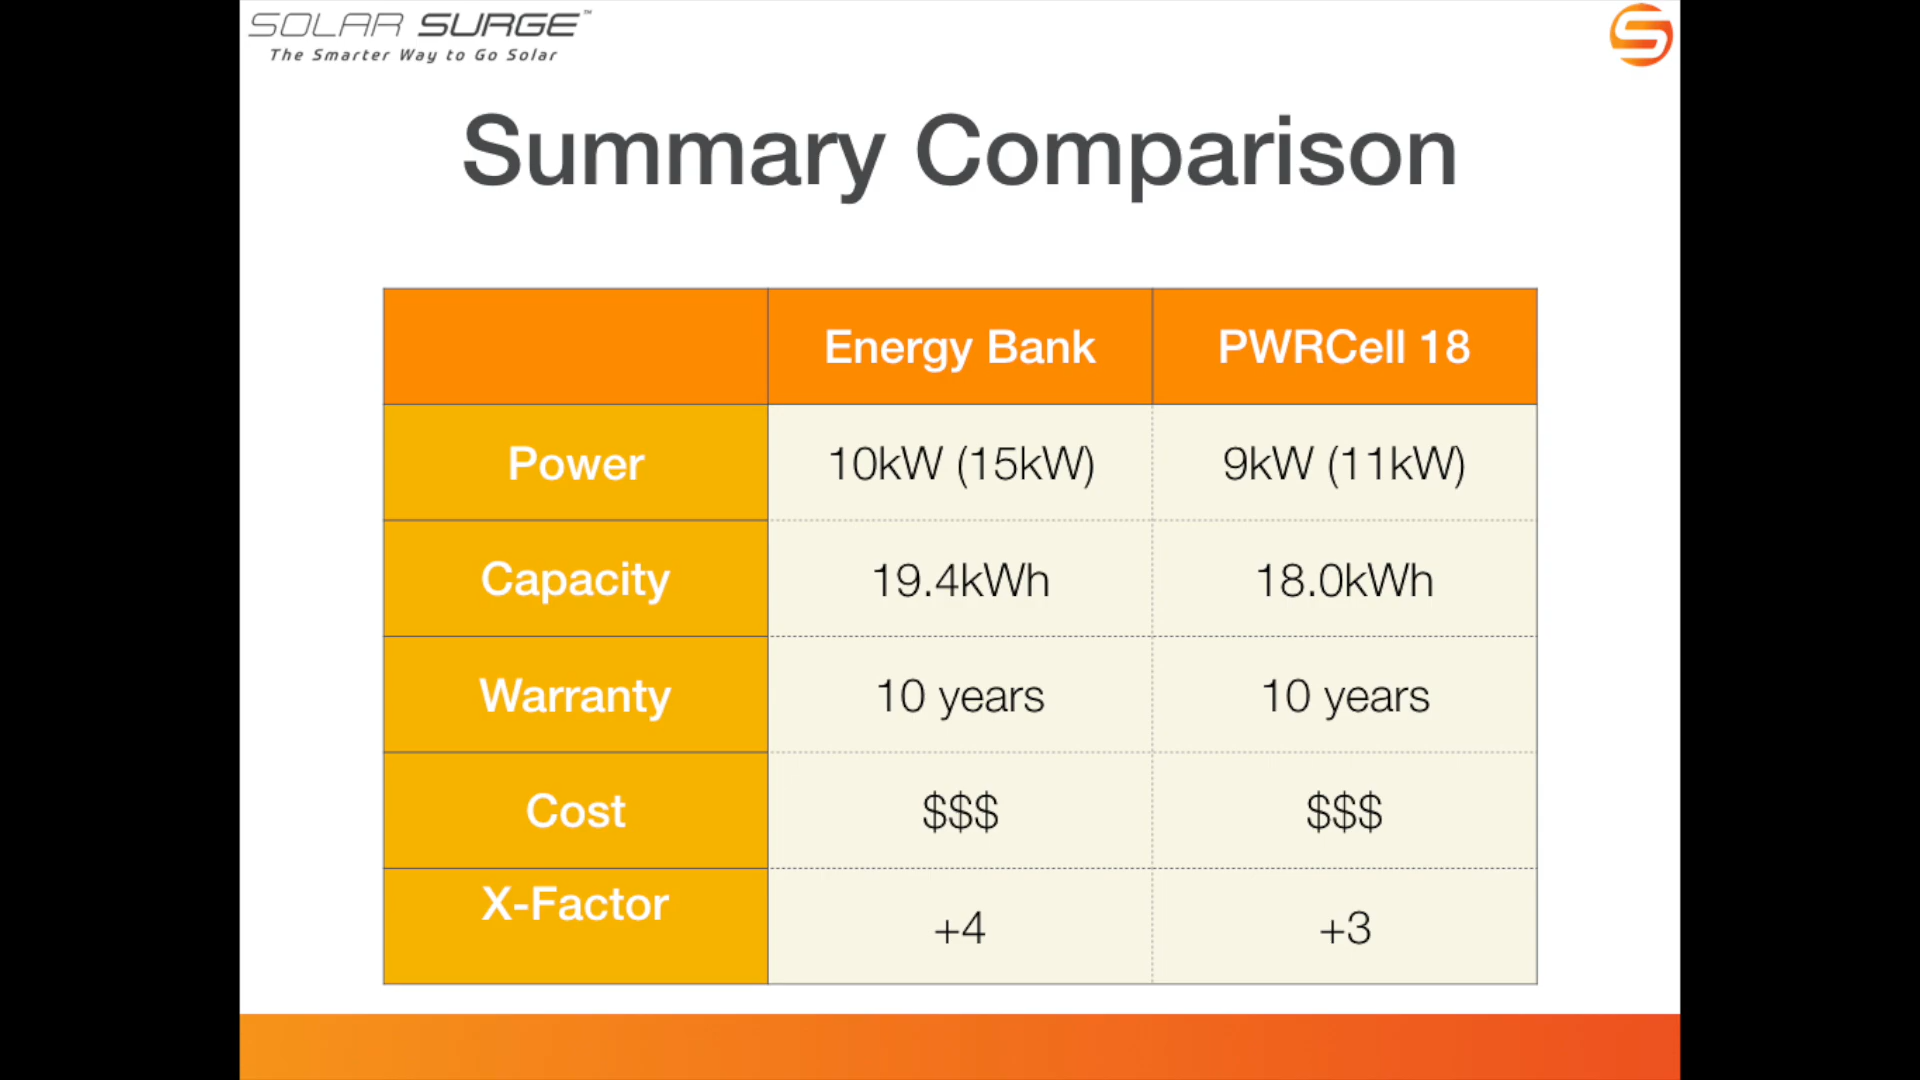 SOLAR SURGE™
The Smarter Way to Go Solar
Summary Comparison
Energy Bank PWRCell 18
Power 10kW (15kW) 9kW (11kW)
Capacity 19.4kWh 18.0kWh
Warranty 10 years 10 years
Cost $$$ $$$
X-Factor +4 +3